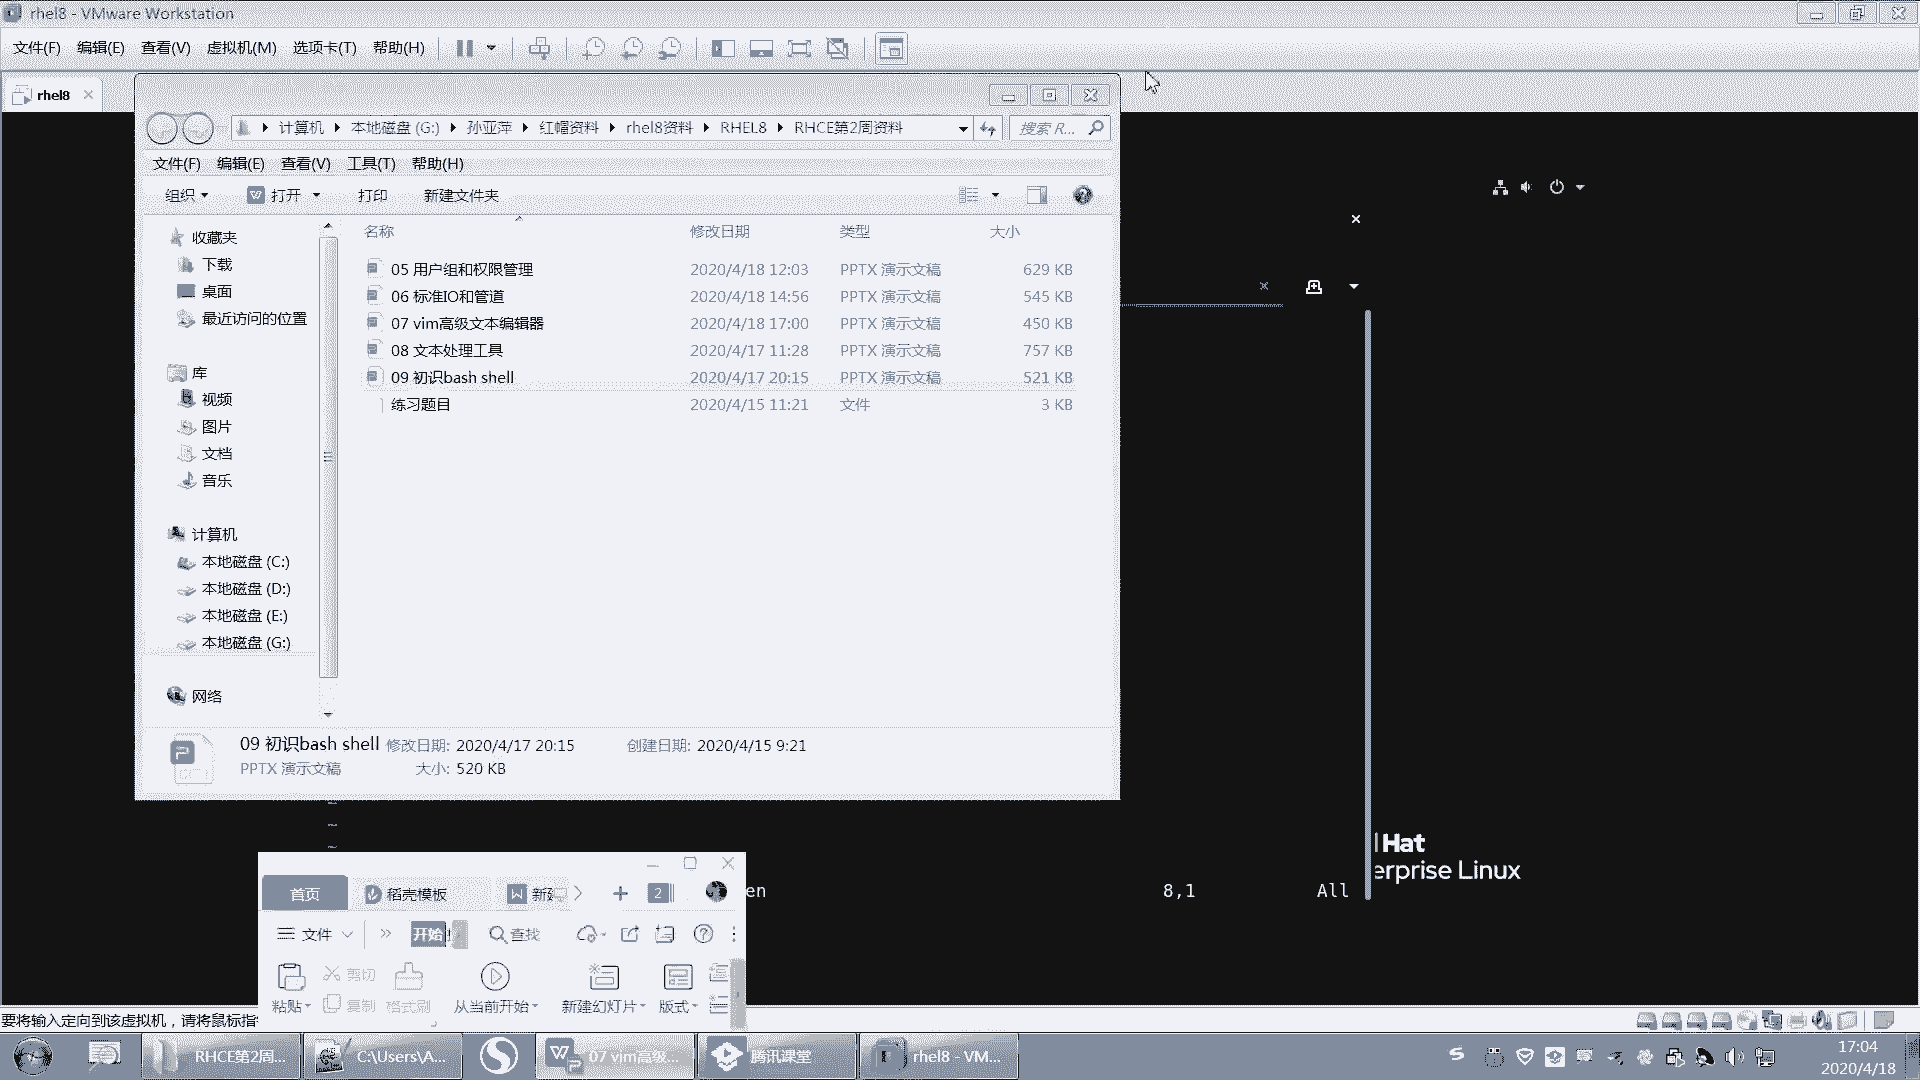 rhel8 - VMware Workstation
文件(F) 编辑(E) 查看(V) 虚拟机(M) 选项卡(T) 帮助(H)
rhel8
计算机 本地磁盘 (G:) 孙亚萍 红帽资料 rhel8资料 RHEL8 RHCE第2周资料 搜索 R...
文件(F) 编辑(E) 查看(V) 工具(T) 帮助(H)
组织 打开 打印 新建文件夹
名称 修改日期 类型 大小
收藏夹
下载
桌面
最近访问的位置
库
视频
图片
文档
音乐
计算机
本地磁盘 (C:)
本地磁盘 (D:)
本地磁盘 (E:)
本地磁盘 (G:)
网络
05 用户组和权限管理 2020/4/18 12:03 PPTX 演示文稿 629 KB
06 标准IO和管道 2020/4/18 14:56 PPTX 演示文稿 545 KB
07 vim高级文本编辑器 2020/4/18 17:00 PPTX 演示文稿 450 KB
08 文本处理工具 2020/4/17 11:28 PPTX 演示文稿 757 KB
09 初识bash shell 2020/4/17 20:15 PPTX 演示文稿 521 KB
练习题目 2020/4/15 11:21 文件 3 KB
09 初识bash shell 修改日期: 2020/4/17 20:15 创建日期: 2020/4/15 9:21
PPTX 演示文稿 大小: 520 KB
~
~
~
Hat
erprise Linux
en 8,1 All
首页 稻壳模板 新建 2
文件 开始 查找
粘贴 剪切 复制 格式刷 从当前开始 新建幻灯片 版式
要将输入定向到该虚拟机，请将鼠标指
RHCE第2周... C:\Users\A... 07 vim高级... 腾讯课堂 rhel8 - VM...
17:04
2020/4/18